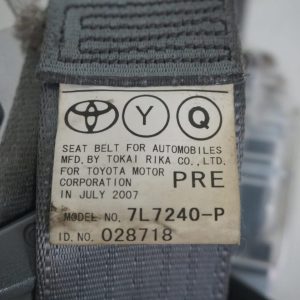 Y Q
SEAT BELT FOR AUTOMOBILES
MFD. BY TOKAI RIKA CO., LTD.
FOR TOYOTA MOTOR
CORPORATION PRE
IN JULY 2007
MODEL NO. 7L7240-P
ID. NO. 028718